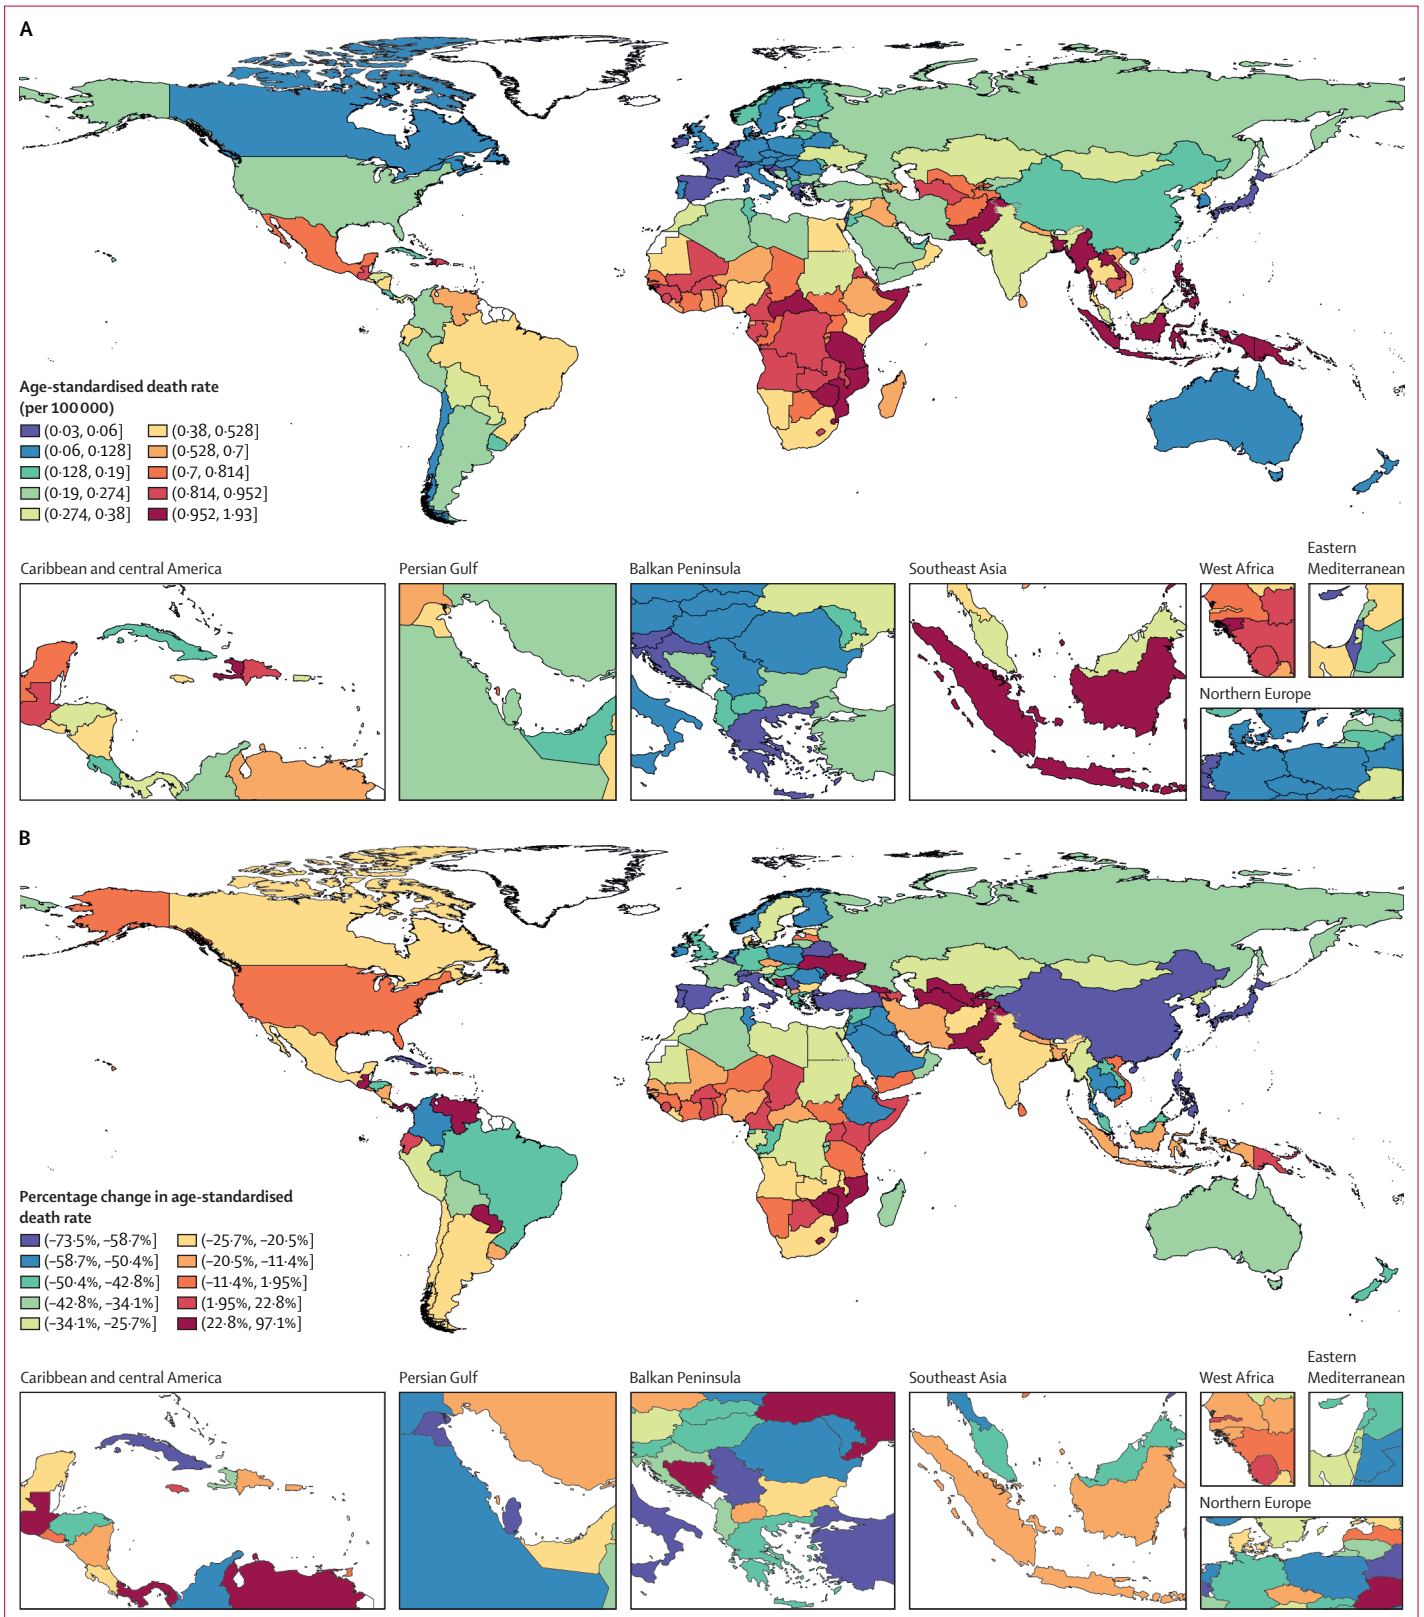 A
Age-standardised death rate
(per 100 000)
(0·03, 0·06]
(0·06, 0·128]
(0·128, 0·19]
(0·19, 0·274]
(0·274, 0·38]
(0·38, 0·528]
(0·528, 0·7]
(0·7, 0·814]
(0·814, 0·952]
(0·952, 1·93]
Caribbean and central America
Persian Gulf
Balkan Peninsula
Southeast Asia
West Africa
Eastern
Mediterranean
Northern Europe
B
Percentage change in age-standardised
death rate
(–73·5%, –58·7%]
(–58·7%, –50·4%]
(–50·4%, –42·8%]
(–42·8%, –34·1%]
(–34·1%, –25·7%]
(–25·7%, –20·5%]
(–20·5%, –11·4%]
(–11·4%, 1·95%]
(1·95%, 22·8%]
(22·8%, 97·1%]
Caribbean and central America
Persian Gulf
Balkan Peninsula
Southeast Asia
West Africa
Eastern
Mediterranean
Northern Europe